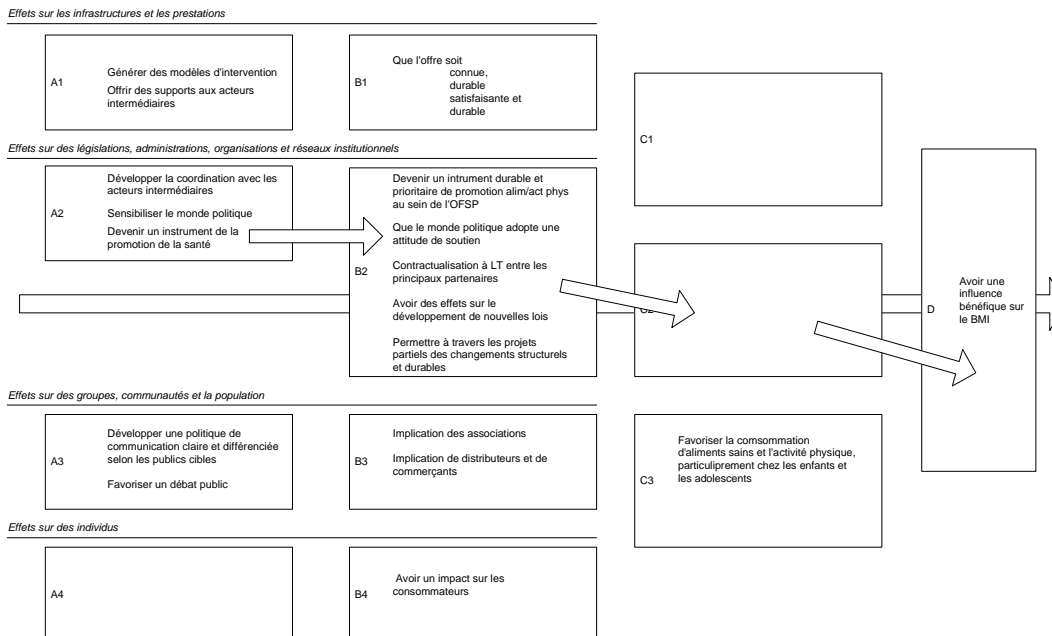 Effets sur les infrastructures et les prestations
A1
Générer des modèles d'intervention
Offrir des supports aux acteurs
intermédiaires
B1
Que l'offre soit
connue,
durable
satisfaisante et
durable
C1
Effets sur des législations, administrations, organisations et réseaux institutionnels
A2
Développer la coordination avec les
acteurs intermédiaires
Sensibiliser le monde politique
Devenir un instrument de la
promotion de la santé
B2
Devenir un intrument durable et
prioritaire de promotion alim/act phys
au sein de l'OFSP
Que le monde politique adopte une
attitude de soutien
Contractualisation à LT entre les
principaux partenaires
Avoir des effets sur le
développement de nouvelles lois
Permettre à travers les projets
partiels des changements structurels
et durables
C2
D
Avoir une
influence
bénéfique sur
le BMI
Effets sur des groupes, communautés et la population
A3
Développer une politique de
communication claire et différenciée
selon les publics cibles
Favoriser un débat public
B3
Implication des associations
Implication de distributeurs et de
commerçants
C3
Favoriser la comsommation
d'aliments sains et l'activité physique,
particuliprement chez les enfants et
les adolescents
Effets sur des individus
A4
B4
Avoir un impact sur les
consommateurs